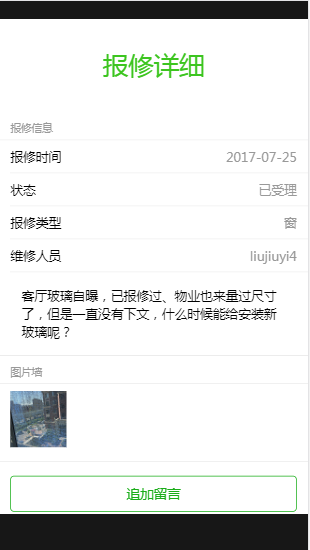 报修详细
报修信息
报修时间 2017-07-25
状态 已受理
报修类型 窗
维修人员 liujiuyi4
客厅玻璃自曝，已报修过、物业也来量过尺寸
了，但是一直没有下文，什么时候能给安装新
玻璃呢？
图片墙
追加留言